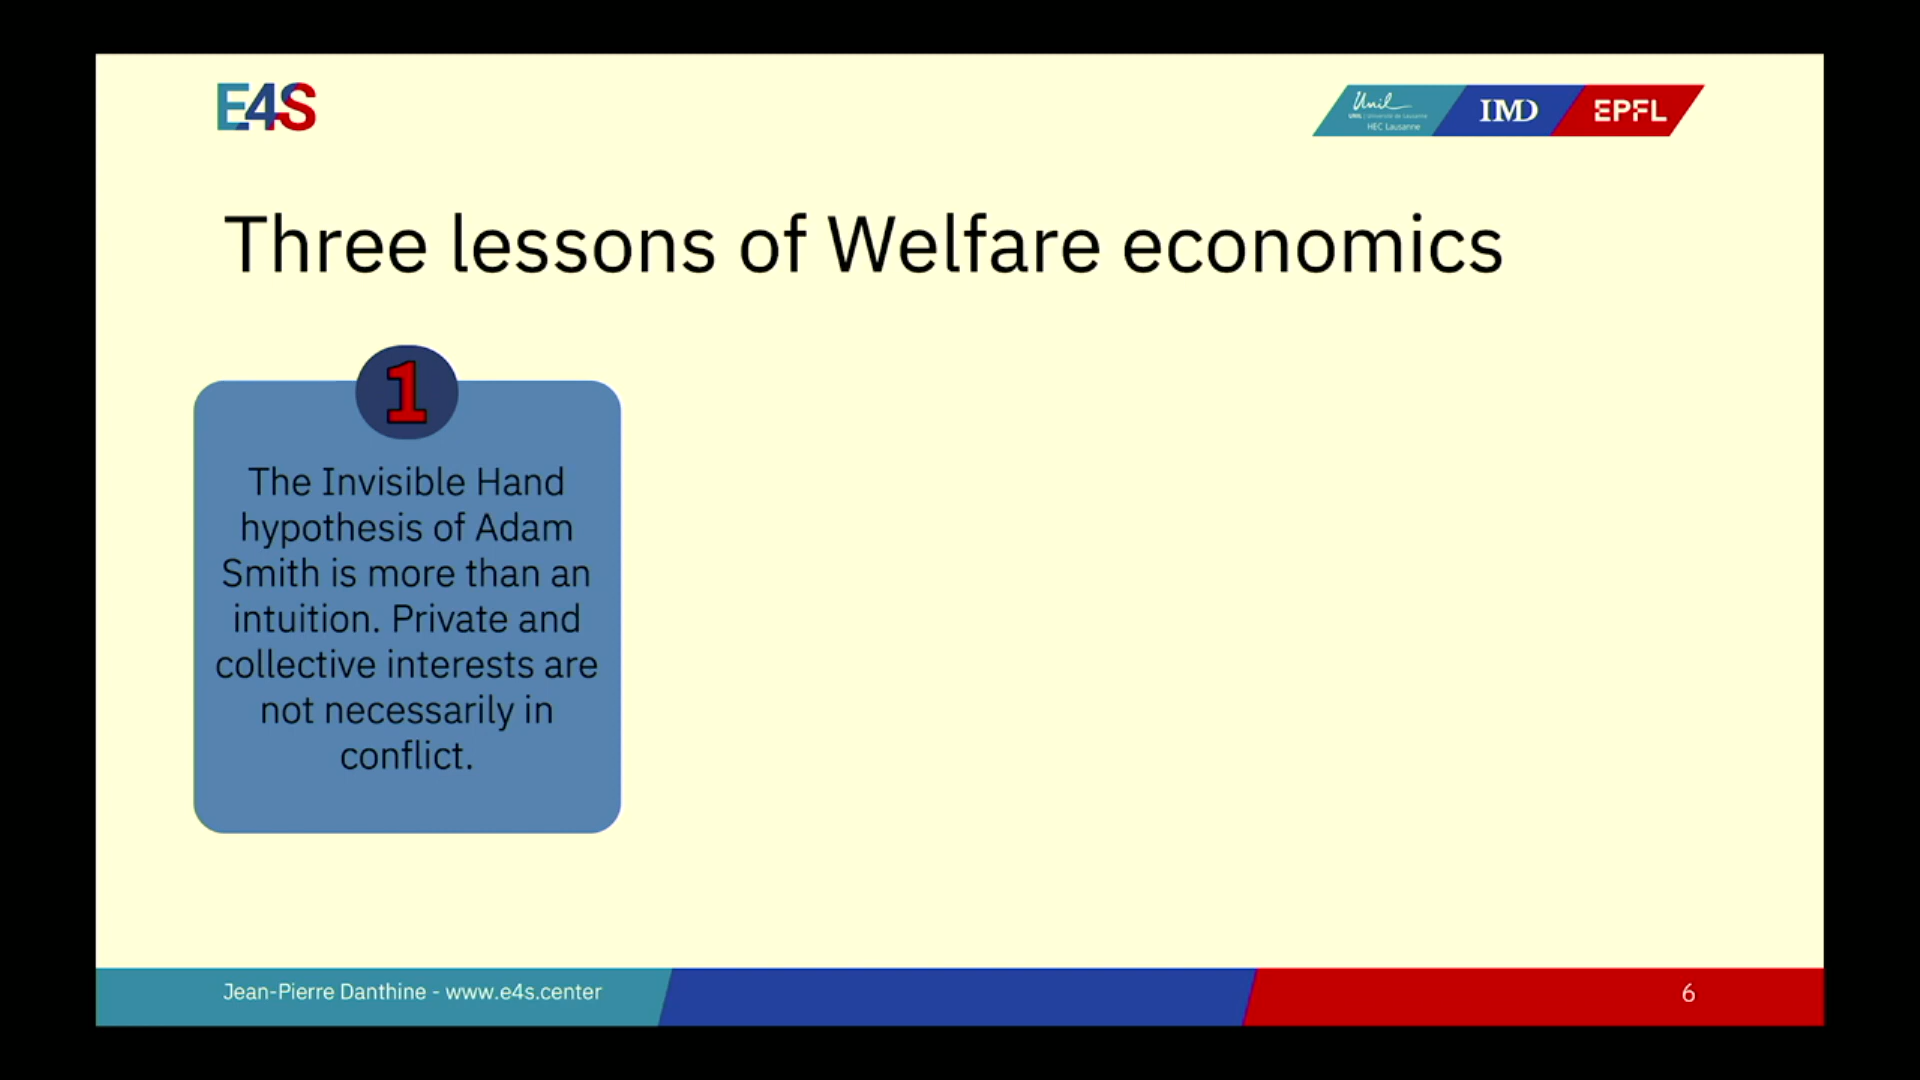 E4S
Unil
UNIL | Université de Lausanne
HEC Lausanne
IMD
EPFL
Three lessons of Welfare economics
1
The Invisible Hand
hypothesis of Adam
Smith is more than an
intuition. Private and
collective interests are
not necessarily in
conflict.
Jean-Pierre Danthine - www.e4s.center
6